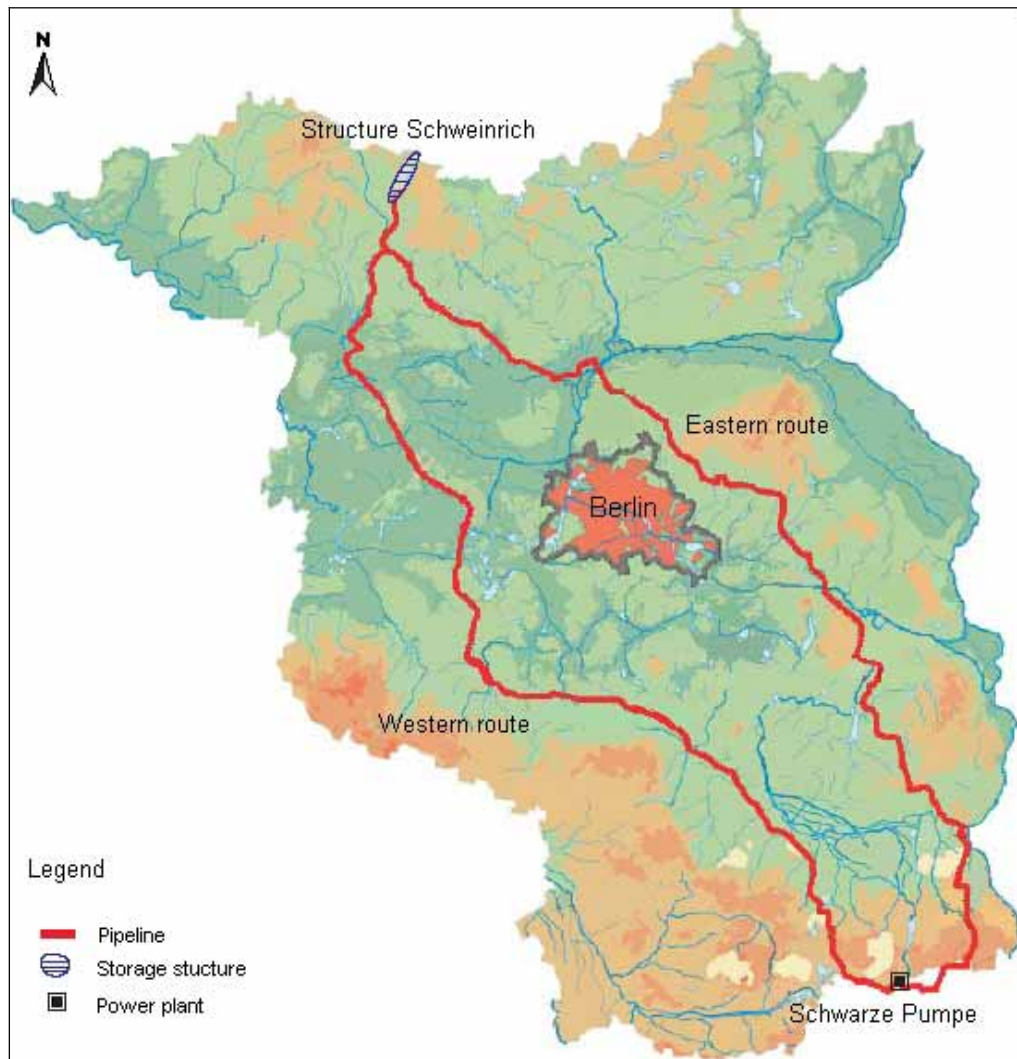 N
Structure Schweinrich
Eastern route
Berlin
Western route
Legend
Pipeline
Storage stucture
Power plant
Schwarze Pumpe